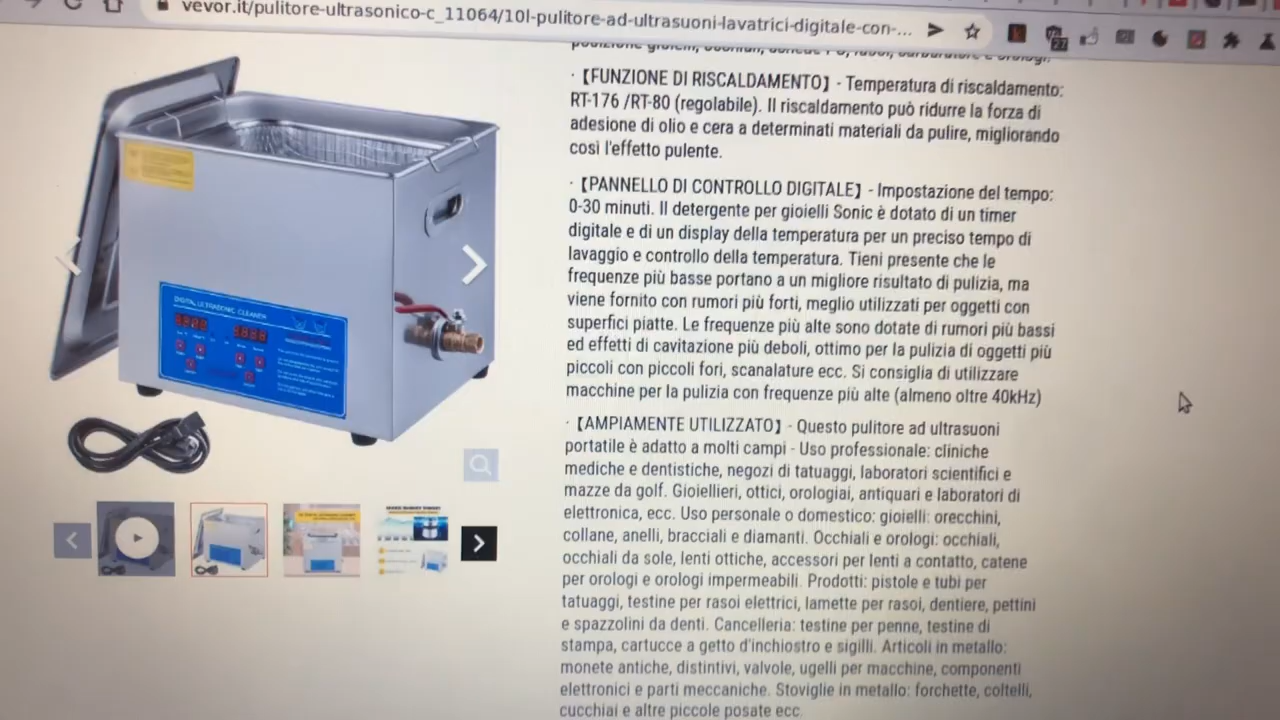 vevor.it/pulitore-ultrasonico-c_11064/10l-pulitore-ad-ultrasuoni-lavatrici-digitale-con-...
27
· 【FUNZIONE DI RISCALDAMENTO】 - Temperatura di riscaldamento:
RT-176 /RT-80 (regolabile). Il riscaldamento può ridurre la forza di
adesione di olio e cera a determinati materiali da pulire, migliorando
così l'effetto pulente.
· 【PANNELLO DI CONTROLLO DIGITALE】 - Impostazione del tempo:
0-30 minuti. Il detergente per gioielli Sonic è dotato di un timer
digitale e di un display della temperatura per un preciso tempo di
lavaggio e controllo della temperatura. Tieni presente che le
frequenze più basse portano a un migliore risultato di pulizia, ma
viene fornito con rumori più forti, meglio utilizzati per oggetti con
superfici piatte. Le frequenze più alte sono dotate di rumori più bassi
ed effetti di cavitazione più deboli, ottimo per la pulizia di oggetti più
piccoli con piccoli fori, scanalature ecc. Si consiglia di utilizzare
macchine per la pulizia con frequenze più alte (almeno oltre 40kHz)
· 【AMPIAMENTE UTILIZZATO】 - Questo pulitore ad ultrasuoni
portatile è adatto a molti campi - Uso professionale: cliniche
mediche e dentistiche, negozi di tatuaggi, laboratori scientifici e
mazze da golf. Gioiellieri, ottici, orologiai, antiquari e laboratori di
elettronica, ecc. Uso personale o domestico: gioielli: orecchini,
collane, anelli, bracciali e diamanti. Occhiali e orologi: occhiali,
occhiali da sole, lenti ottiche, accessori per lenti a contatto, catene
per orologi e orologi impermeabili. Prodotti: pistole e tubi per
tatuaggi, testine per rasoi elettrici, lamette per rasoi, dentiere, pettini
e spazzolini da denti. Cancelleria: testine per penne, testine di
stampa, cartucce a getto d'inchiostro e sigilli. Articoli in metallo:
monete antiche, distintivi, valvole, ugelli per macchine, componenti
elettronici e parti meccaniche. Stoviglie in metallo: forchette, coltelli,
cucchiai e altre piccole posate ecc.
DIGITAL ULTRASONIC CLEANER